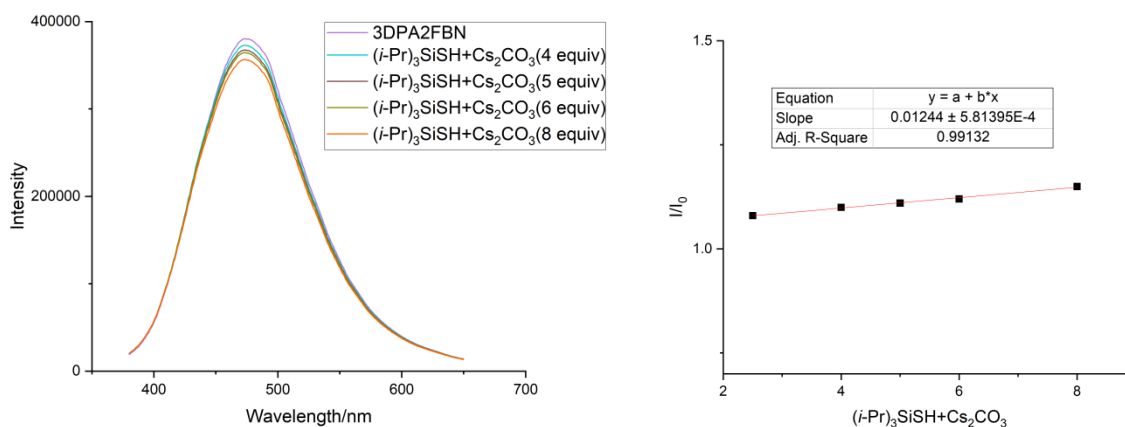 400000
200000
0
Intensity
400
500
600
700
Wavelength/nm
3DPA2FBN
(i-Pr)₃SiSH+Cs₂CO₃(4 equiv)
(i-Pr)₃SiSH+Cs₂CO₃(5 equiv)
(i-Pr)₃SiSH+Cs₂CO₃(6 equiv)
(i-Pr)₃SiSH+Cs₂CO₃(8 equiv)
1.5
1.0
I/I₀
Equation y = a + b*x
Slope 0.01244 ± 5.81395E-4
Adj. R-Square 0.99132
2
4
6
8
(i-Pr)₃SiSH+Cs₂CO₃